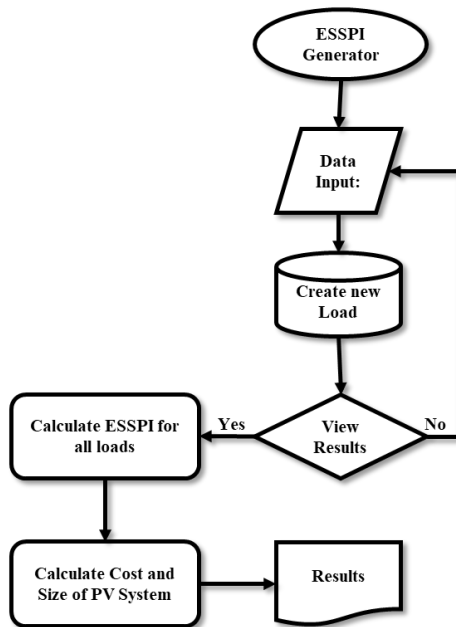 ESSPI
Generator
Data
Input:
Create new
Load
View
Results
Yes
No
Calculate ESSPI for
all loads
Calculate Cost and
Size of PV System
Results